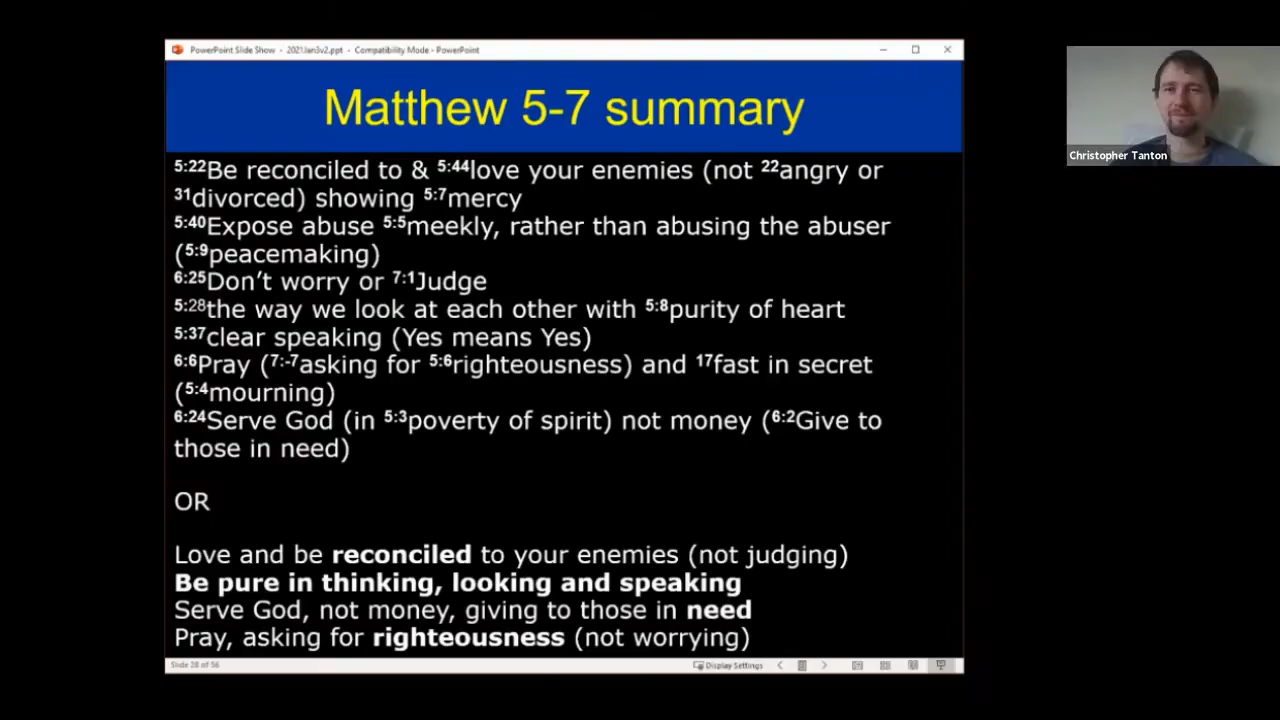 PowerPoint Slide Show - 2021Jan3v2.ppt - Compatibility Mode - PowerPoint
Matthew 5-7 summary
5:22Be reconciled to & 5:44love your enemies (not 22angry or
31divorced) showing 5:7mercy
5:40Expose abuse 5:5meekly, rather than abusing the abuser
(5:9peacemaking)
6:25Don't worry or 7:1Judge
5:28the way we look at each other with 5:8purity of heart
5:37clear speaking (Yes means Yes)
6:6Pray (7:-7asking for 5:6righteousness) and 17fast in secret
(5:4mourning)
6:24Serve God (in 5:3poverty of spirit) not money (6:2Give to
those in need)
OR
Love and be reconciled to your enemies (not judging)
Be pure in thinking, looking and speaking
Serve God, not money, giving to those in need
Pray, asking for righteousness (not worrying)
Slide 28 of 56
Display Settings
Christopher Tanton